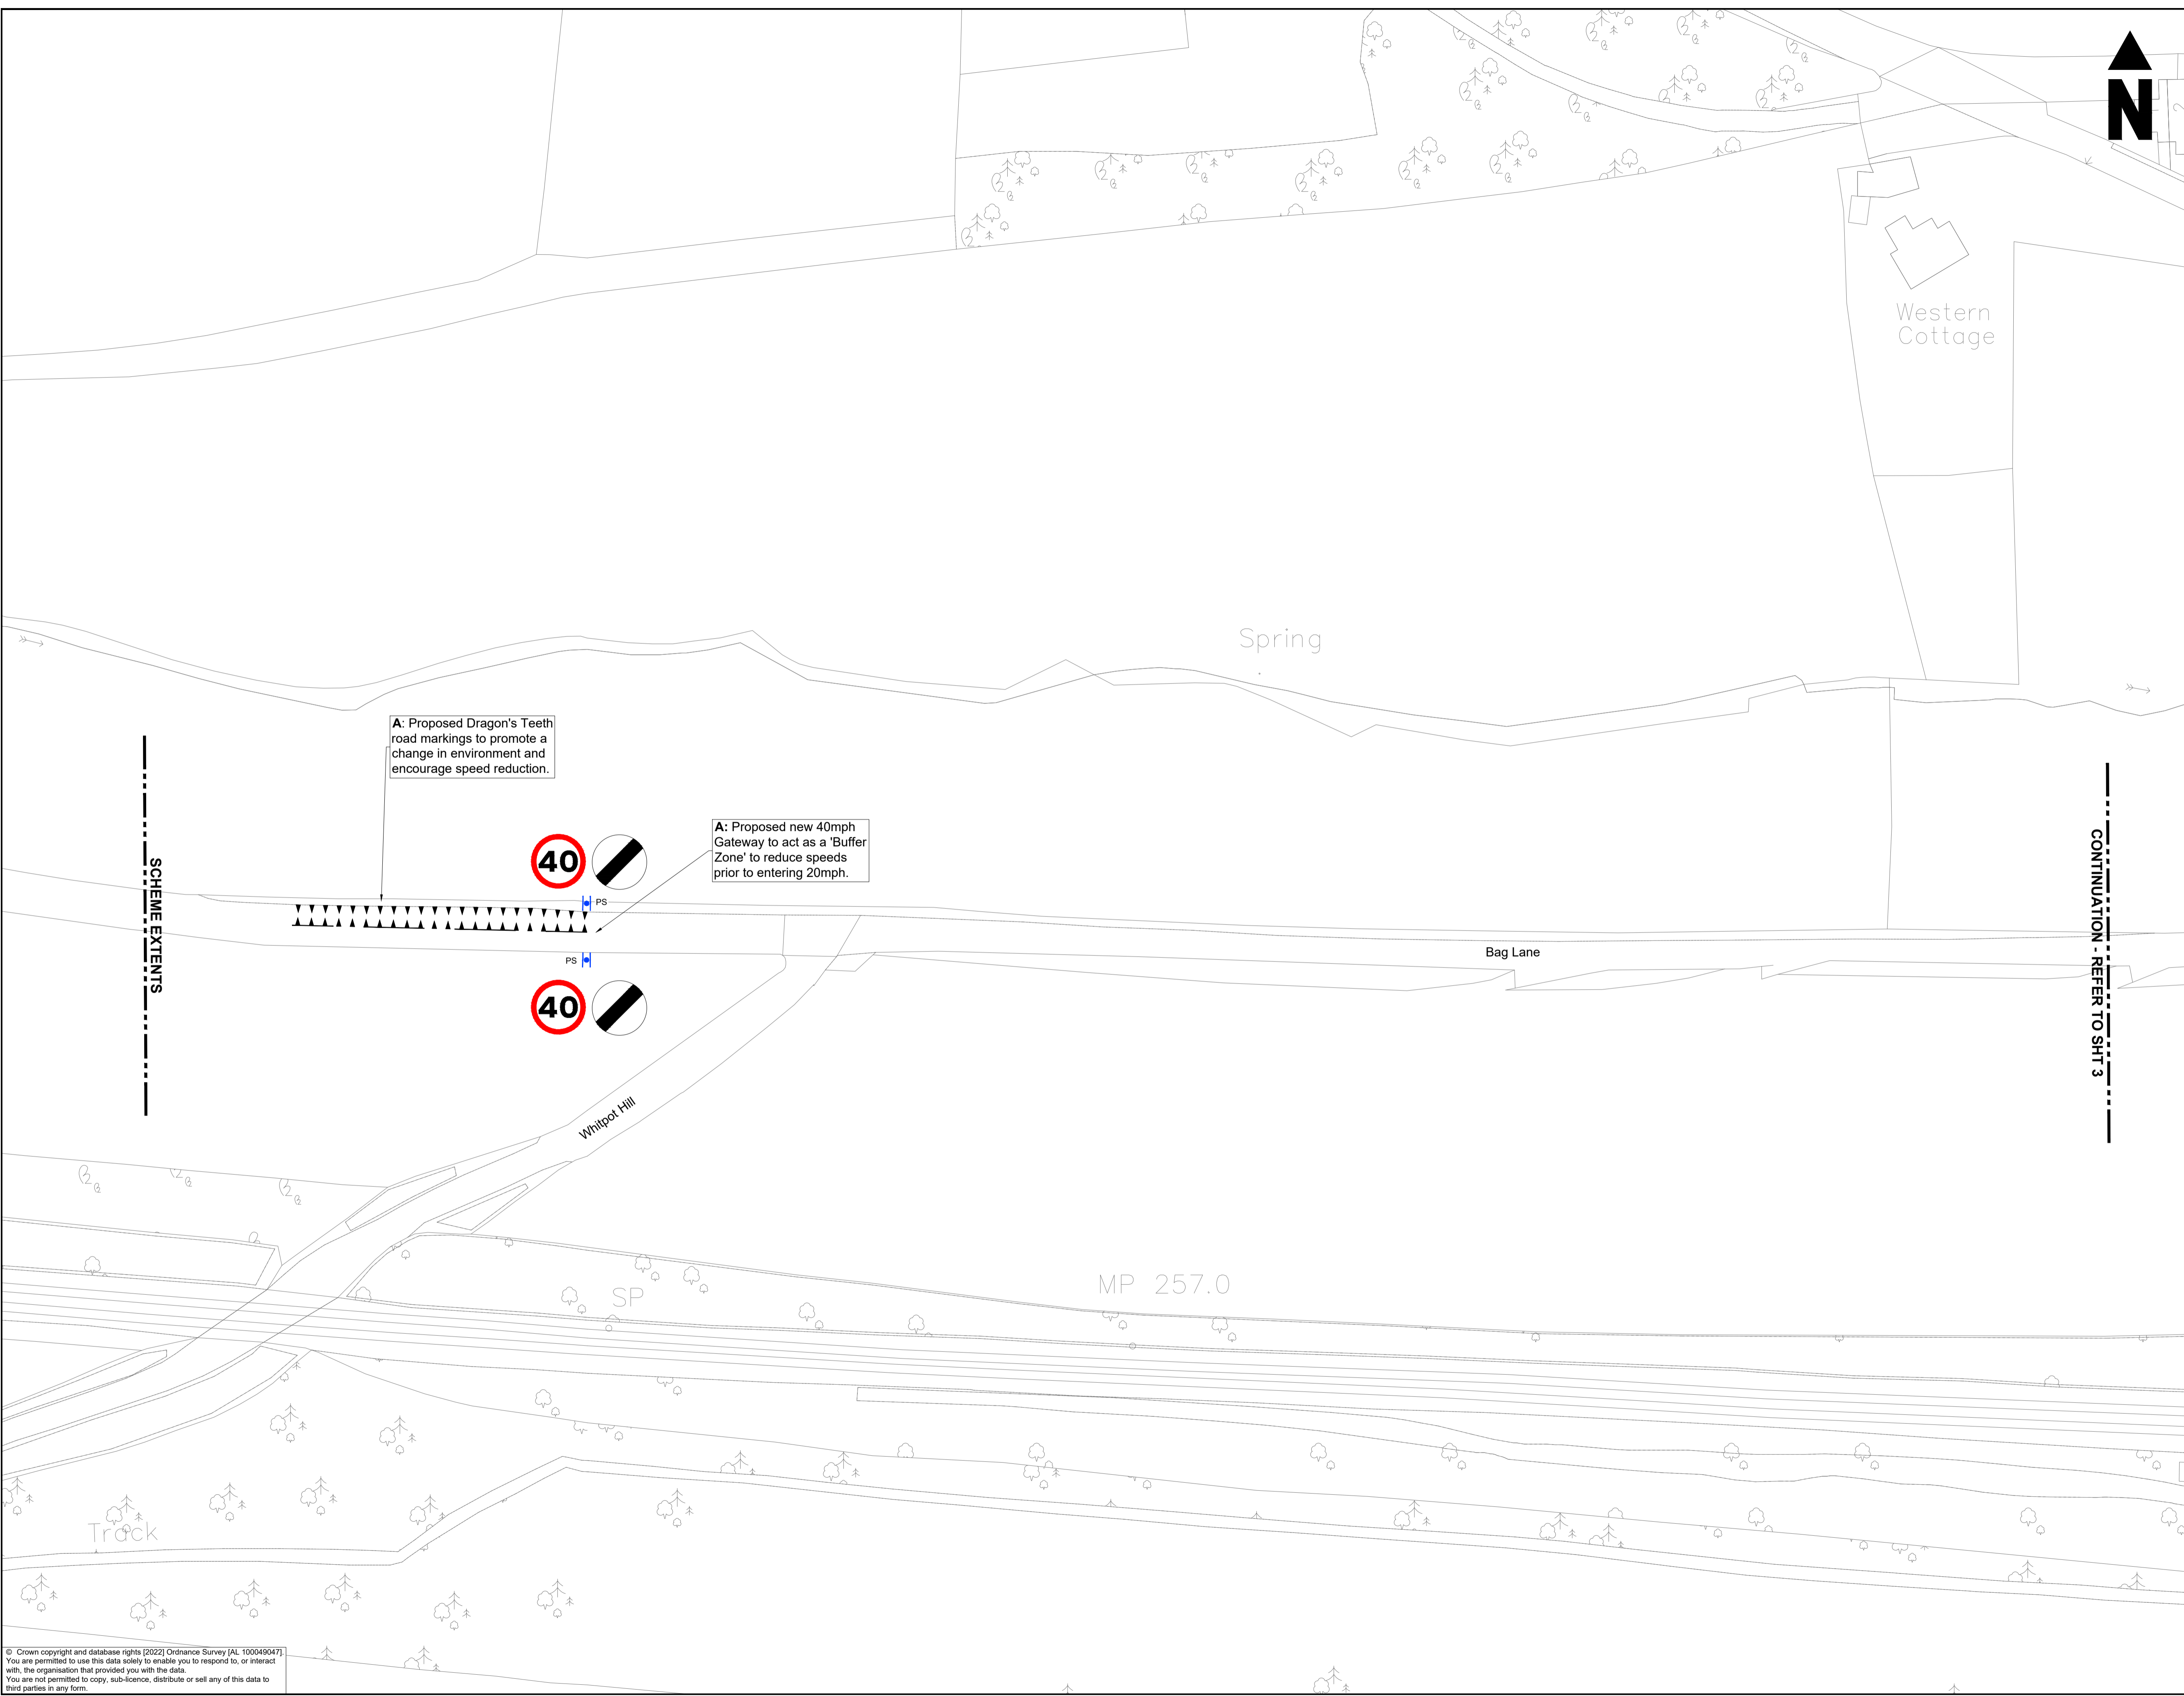 N
Western
Cottage
Spring
A: Proposed Dragon's Teeth
road markings to promote a
change in environment and
encourage speed reduction.
A: Proposed new 40mph
Gateway to act as a 'Buffer
Zone' to reduce speeds
prior to entering 20mph.
40
PS
SCHEME EXTENTS
CONTINUATION - REFER TO SHT 3
Bag Lane
PS
40
Whitpot Hill
SP
MP 257.0
Track
© Crown copyright and database rights [2022] Ordnance Survey [AL 100049047].
You are permitted to use this data solely to enable you to respond to, or interact
with, the organisation that provided you with the data.
You are not permitted to copy, sub-licence, distribute or sell any of this data to
third parties in any form.